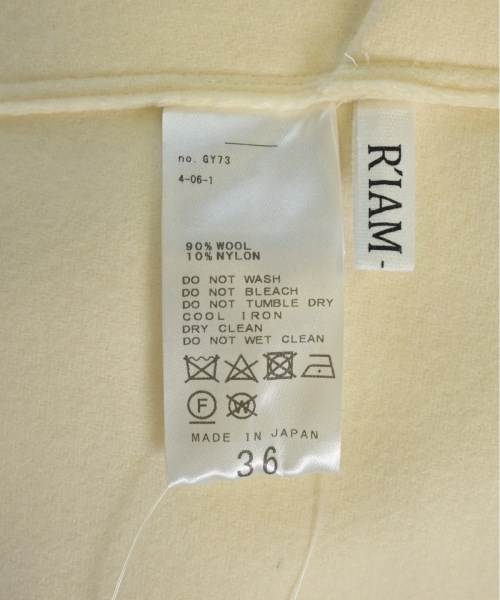 no. GY73
4-06-1
90% WOOL
10% NYLON
DO NOT WASH
DO NOT BLEACH
DO NOT TUMBLE DRY
COOL IRON
DRY CLEAN
DO NOT WET CLEAN
F
W
MADE IN JAPAN
36
R'IAM-